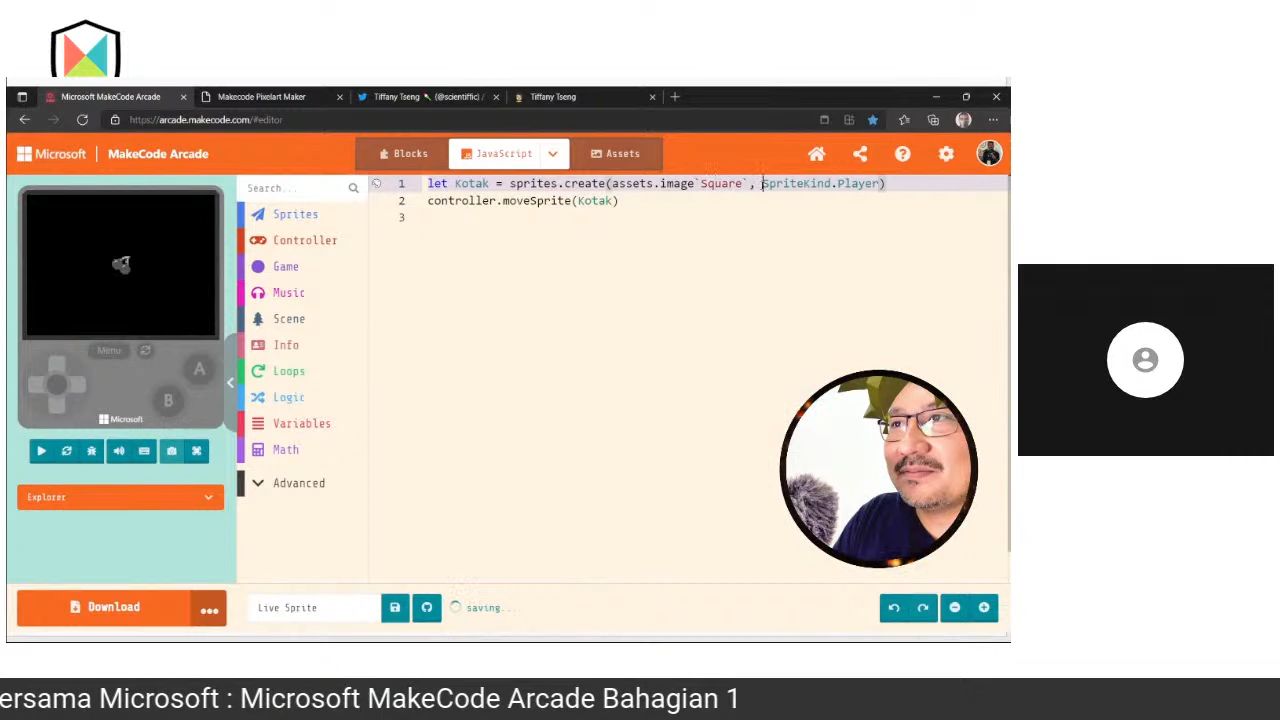 Microsoft MakeCode Arcade
Makecode Pixelart Maker
Tiffany Tseng (@scientiffic) /
Tiffany Tseng
https://arcade.makecode.com/#editor
Microsoft | MakeCode Arcade
Blocks
JavaScript
Assets
Search...
Sprites
Controller
Game
Music
Scene
Info
Loops
Logic
Variables
Math
Advanced
1 let Kotak = sprites.create(assets.image`Square`, SpriteKind.Player)
2 controller.moveSprite(Kotak)
3
Menu
A
B
Microsoft
Explorer
Download
Live Sprite
saving...
ersama Microsoft : Microsoft MakeCode Arcade Bahagian 1